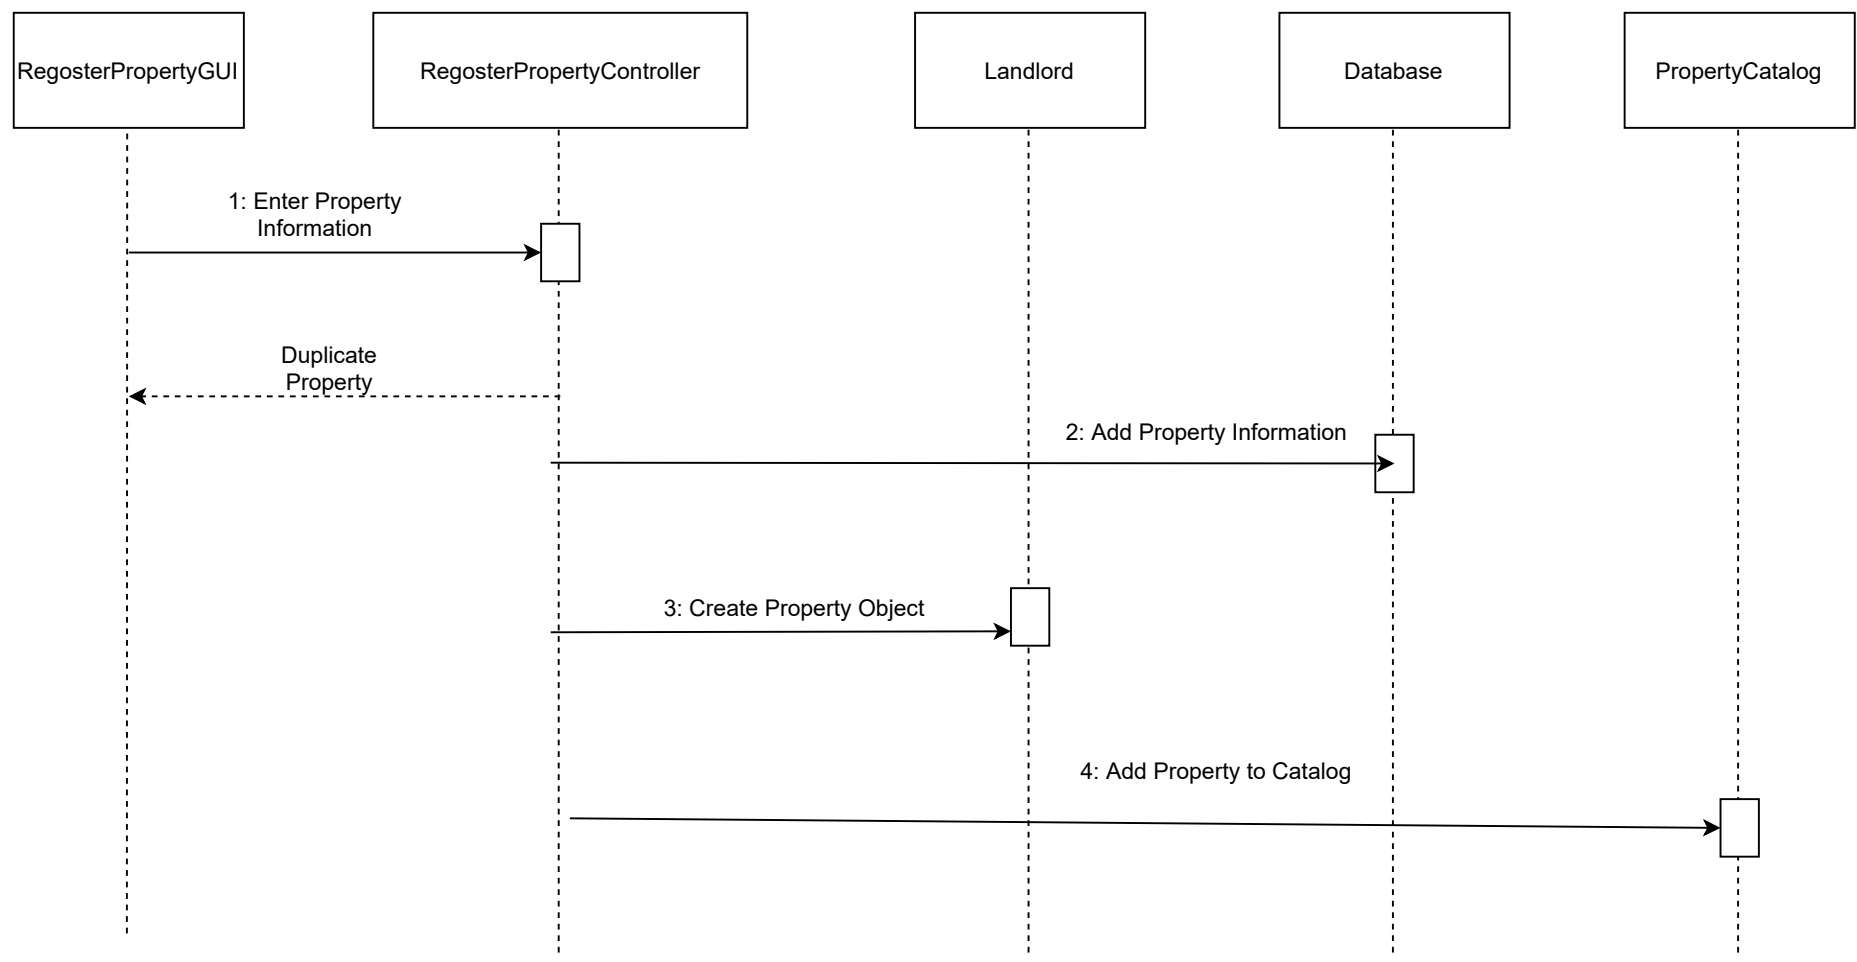 RegosterPropertyGUI
RegosterPropertyController
Landlord
Database
PropertyCatalog
1: Enter Property
Information
Duplicate
Property
2: Add Property Information
3: Create Property Object
4: Add Property to Catalog